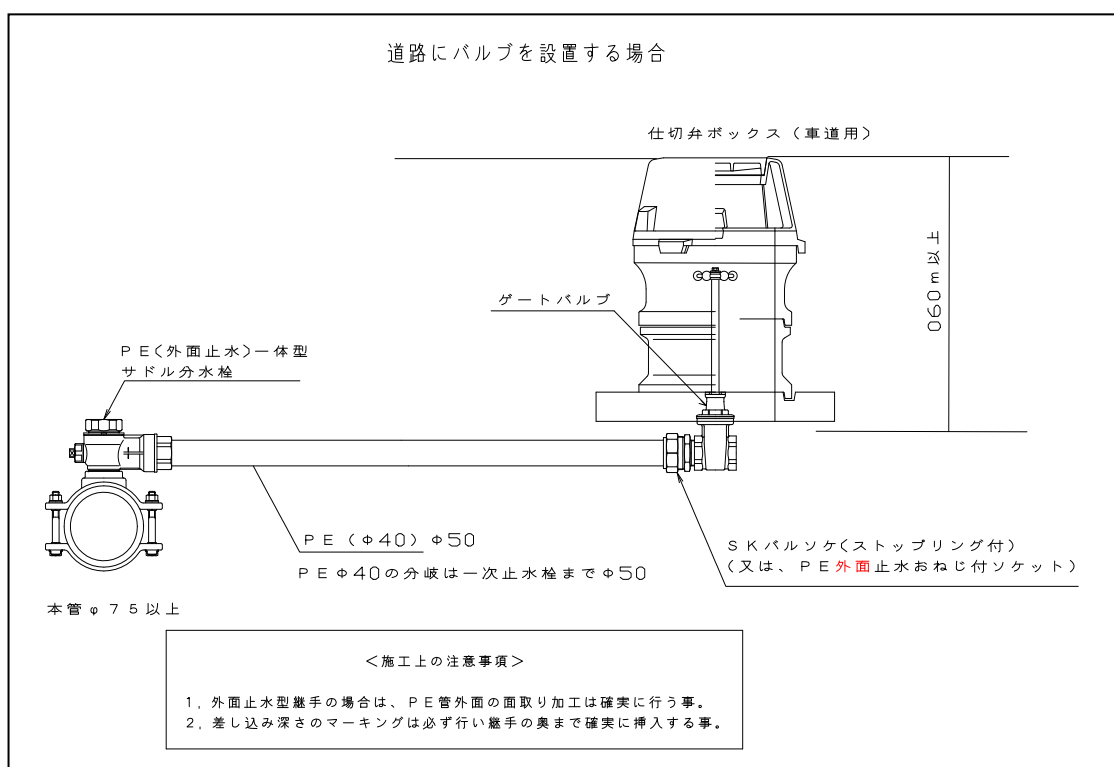 道路にバルブを設置する場合
仕切弁ボックス（車道用）
060m以上
ゲートバルブ
PE(外面止水)一体型
サドル分水栓
PE（φ40）φ50
PEφ40の分岐は一次止水栓までφ50
SKバルソケ(ストップリング付)
(又は、PE外面止水おねじ付ソケット)
本管φ75以上
＜施工上の注意事項＞
1, 外面止水型継手の場合は、PE管外面の面取り加工は確実に行う事。
2, 差し込み深さのマーキングは必ず行い継手の奥まで確実に挿入する事。